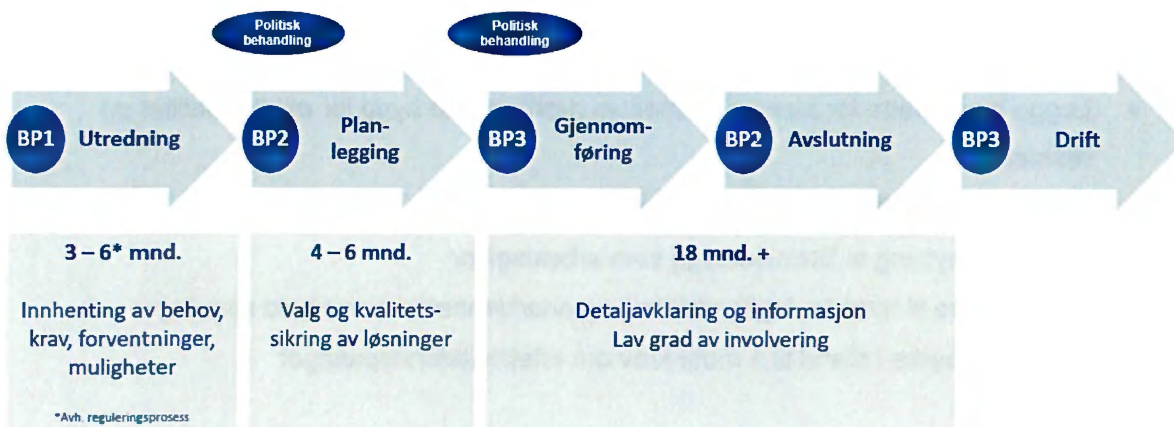 Politisk
behandling
Politisk
behandling
BP1 Utredning
BP2 Plan-
legging
BP3 Gjennom-
føring
BP2 Avslutning
BP3 Drift
3 – 6* mnd.
Innhenting av behov,
krav, forventninger,
muligheter
*Avh. reguleringsprosess
4 – 6 mnd.
Valg og kvalitets-
sikring av løsninger
18 mnd. +
Detaljavklaring og informasjon
Lav grad av involvering